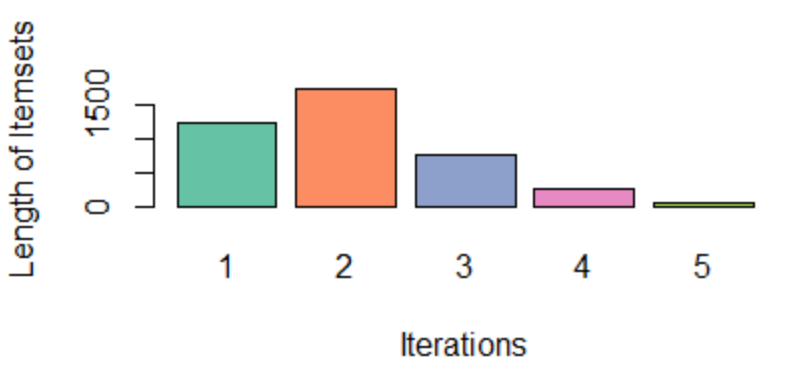 Length of Itemsets
1500
0
1 2 3 4 5
Iterations